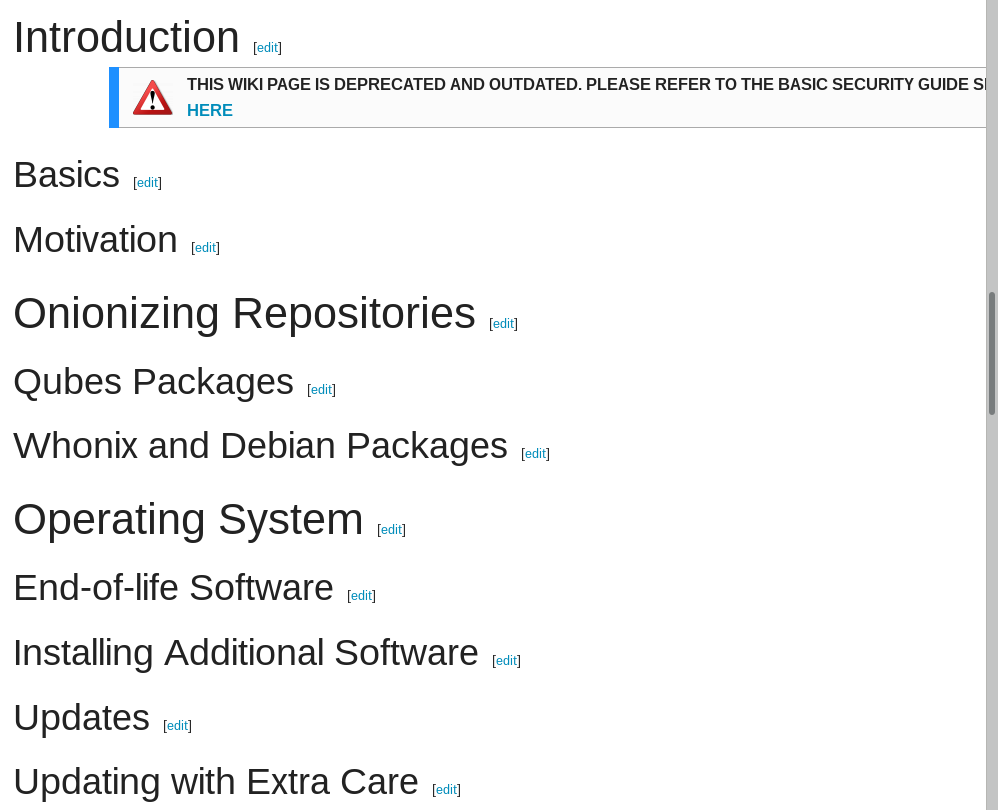 Introduction [edit]
THIS WIKI PAGE IS DEPRECATED AND OUTDATED. PLEASE REFER TO THE BASIC SECURITY GUIDE
HERE
Basics [edit]
Motivation [edit]
Onionizing Repositories [edit]
Qubes Packages [edit]
Whonix and Debian Packages [edit]
Operating System [edit]
End-of-life Software [edit]
Installing Additional Software [edit]
Updates [edit]
Updating with Extra Care [edit]